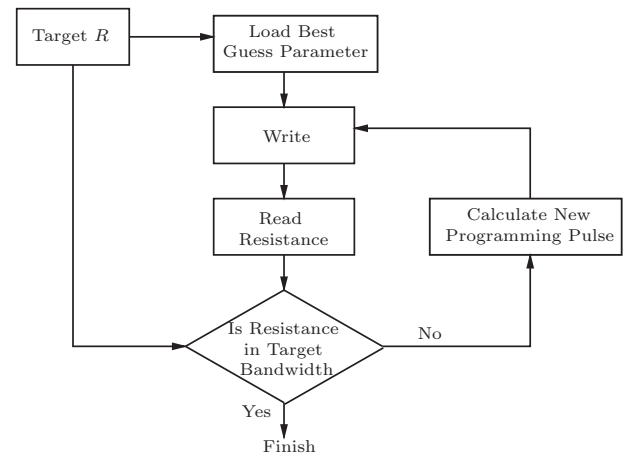 Target R
Load Best
Guess Parameter
Write
Read
Resistance
Calculate New
Programming Pulse
Is Resistance
in Target
Bandwidth
No
Yes
Finish